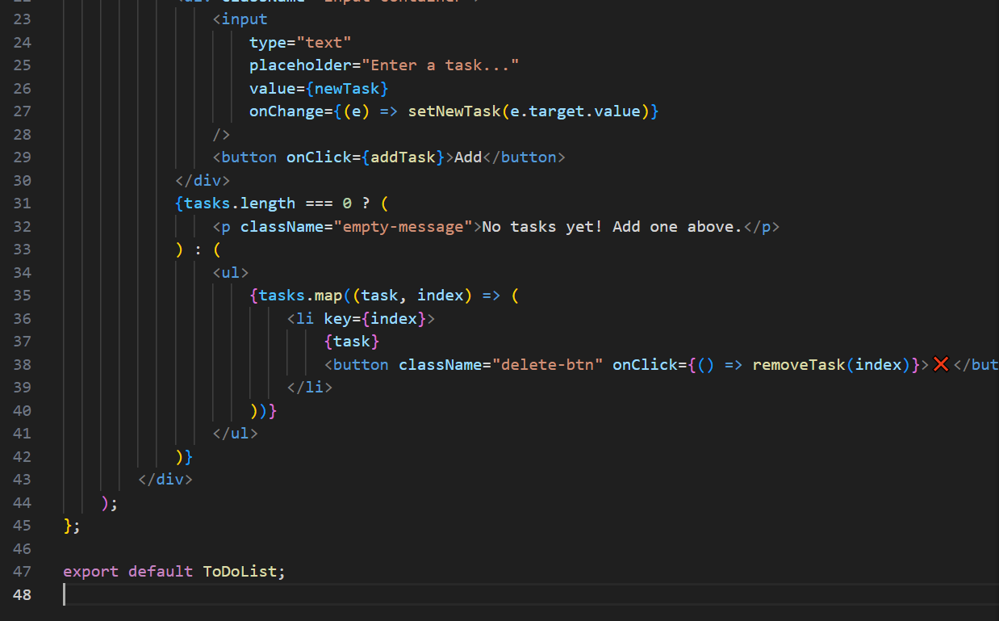 23 <input
24 type="text"
25 placeholder="Enter a task..."
26 value={newTask}
27 onChange={(e) => setNewTask(e.target.value)}
28 />
29 <button onClick={addTask}>Add</button>
30 </div>
31 {tasks.length === 0 ? (
32 <p className="empty-message">No tasks yet! Add one above.</p>
33 ) : (
34 <ul>
35 {tasks.map((task, index) => (
36 <li key={index}>
37 {task}
38 <button className="delete-btn" onClick={() => removeTask(index)}>❌</but
39 </li>
40 ))}
41 </ul>
42 )}
43 </div>
44 );
45 };
46
47 export default ToDoList;
48